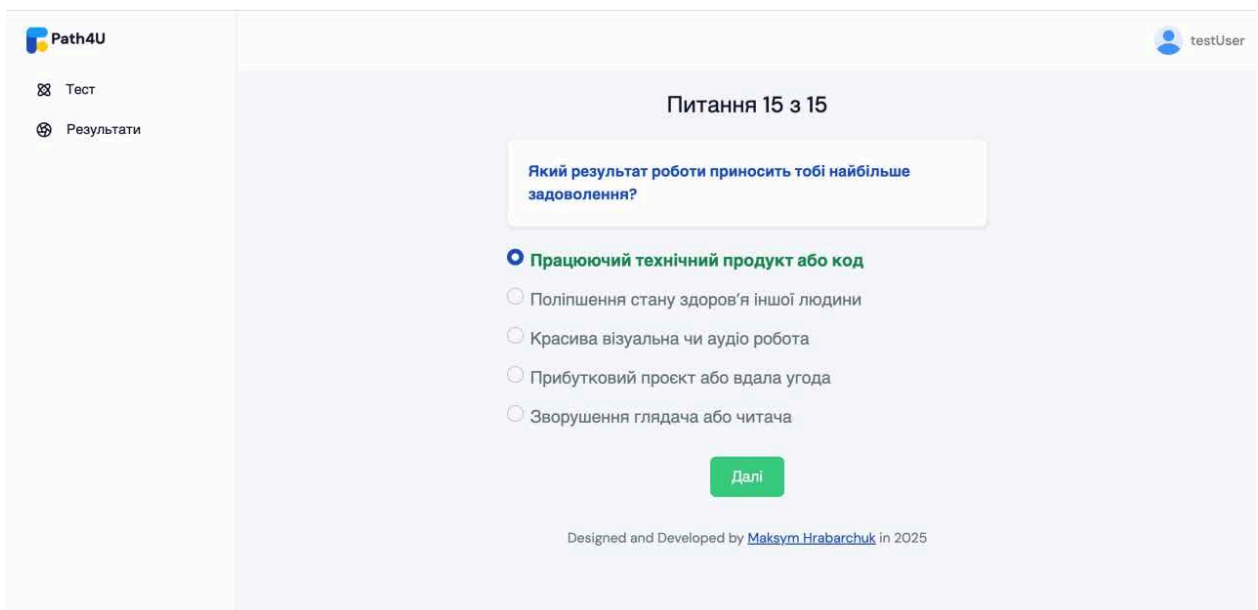 Path4U
testUser
Тест
Результати
Питання 15 з 15
Який результат роботи приносить тобі найбільше
задоволення?
Працюючий технічний продукт або код
Поліпшення стану здоров’я іншої людини
Красива візуальна чи аудіо робота
Прибутковий проєкт або вдала угода
Зворушення глядача або читача
Далі
Designed and Developed by Maksym Hrabarchuk in 2025